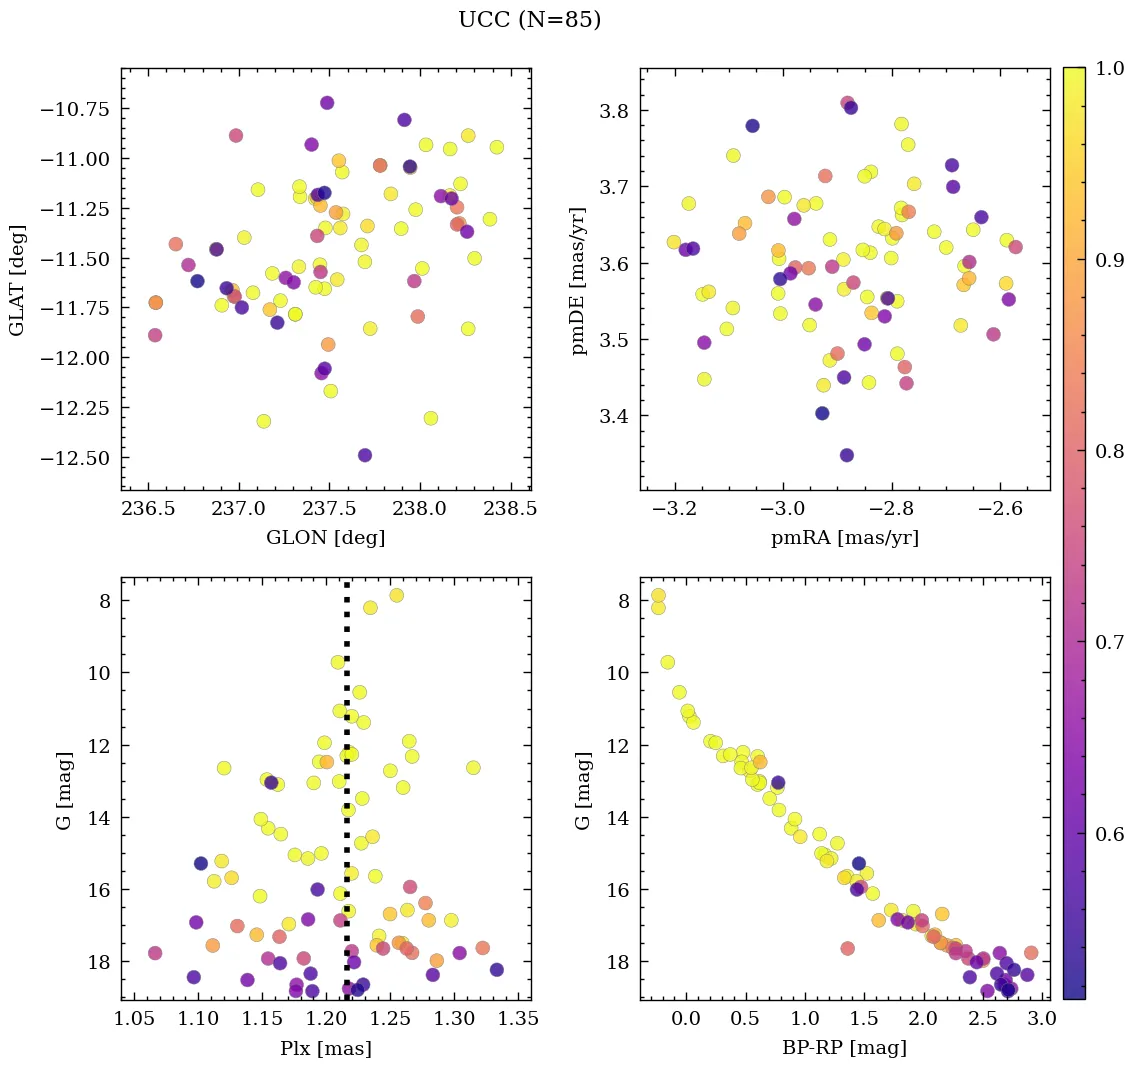 UCC (N=85)
−10.75
−11.00
−11.25
−11.50
−11.75
−12.00
−12.25
−12.50
GLAT [deg]
236.5 237.0 237.5 238.0 238.5
GLON [deg]
3.8
3.7
3.6
3.5
3.4
pmDE [mas/yr]
−3.2 −3.0 −2.8 −2.6
pmRA [mas/yr]
8
10
12
14
16
18
G [mag]
1.05 1.10 1.15 1.20 1.25 1.30 1.35
Plx [mas]
8
10
12
14
16
18
G [mag]
0.0 0.5 1.0 1.5 2.0 2.5 3.0
BP-RP [mag]
1.0
0.9
0.8
0.7
0.6